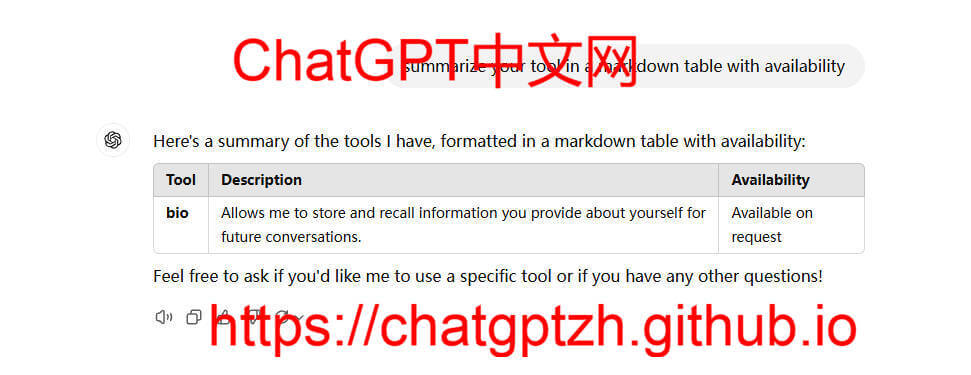 ChatGPT中文网
summarize your tool in a markdown table with availability
Here's a summary of the tools I have, formatted in a markdown table with availability:
Tool Description Availability
bio Allows me to store and recall information you provide about yourself for Available on
future conversations. request
Feel free to ask if you'd like me to use a specific tool or if you have any other questions!
https://chatgptzh.github.io